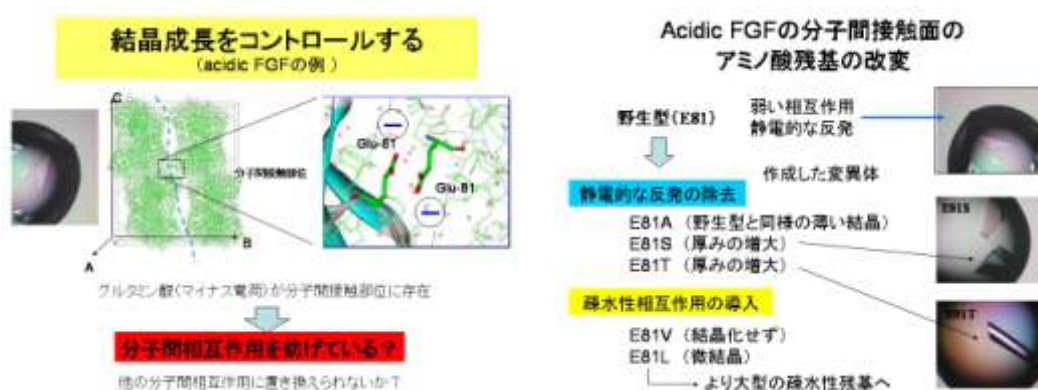 結晶成長をコントロールする
(acidic FGFの例 )
C
A
B
分子間接触部位
Glu-81
Glu-81
グルタミン酸(マイナス電荷)が分子間接触部位に存在
分子間相互作用を妨げている?
他の分子間相互作用に置き換えられないか?
Acidic FGFの分子間接触面の
アミノ酸残基の改変
野生型(E81)
弱い相互作用
静電的な反発
作成した変異体
静電的な反発の除去
E81A (野生型と同様の薄い結晶)
E81S (厚みの増大)
E81T (厚みの増大)
疎水性相互作用の導入
E81V (結晶化せず)
E81L (微結晶)
より大型の疎水性残基へ
E81S
E81T